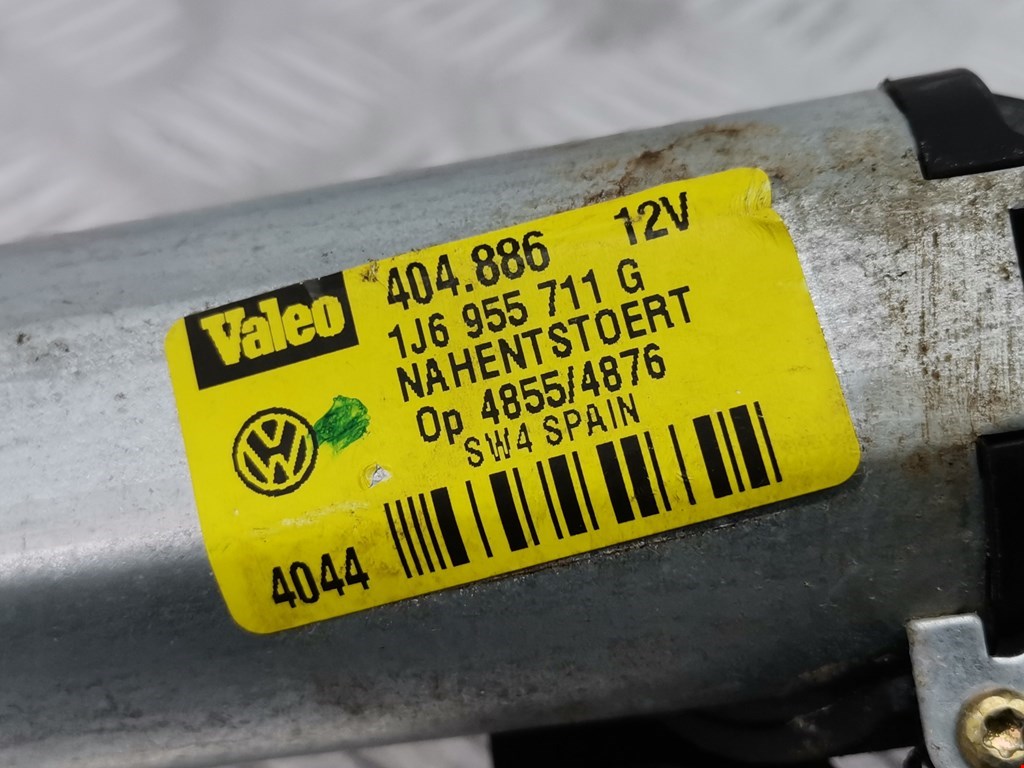 Valeo
404.886 12V
1J6 955 711 G
NAHENTSTOERT
Op 4855/4876
SW4 SPAIN
4044